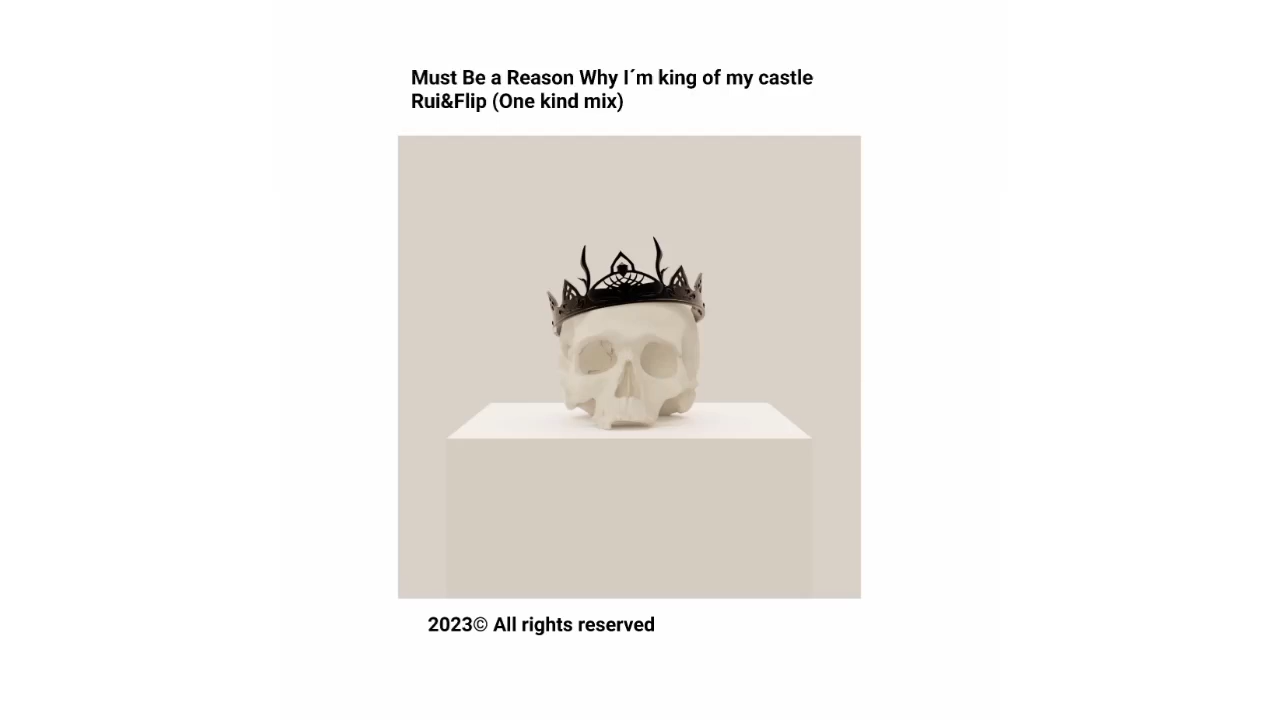 Must Be a Reason Why I´m king of my castle
Rui&Flip (One kind mix)
2023© All rights reserved